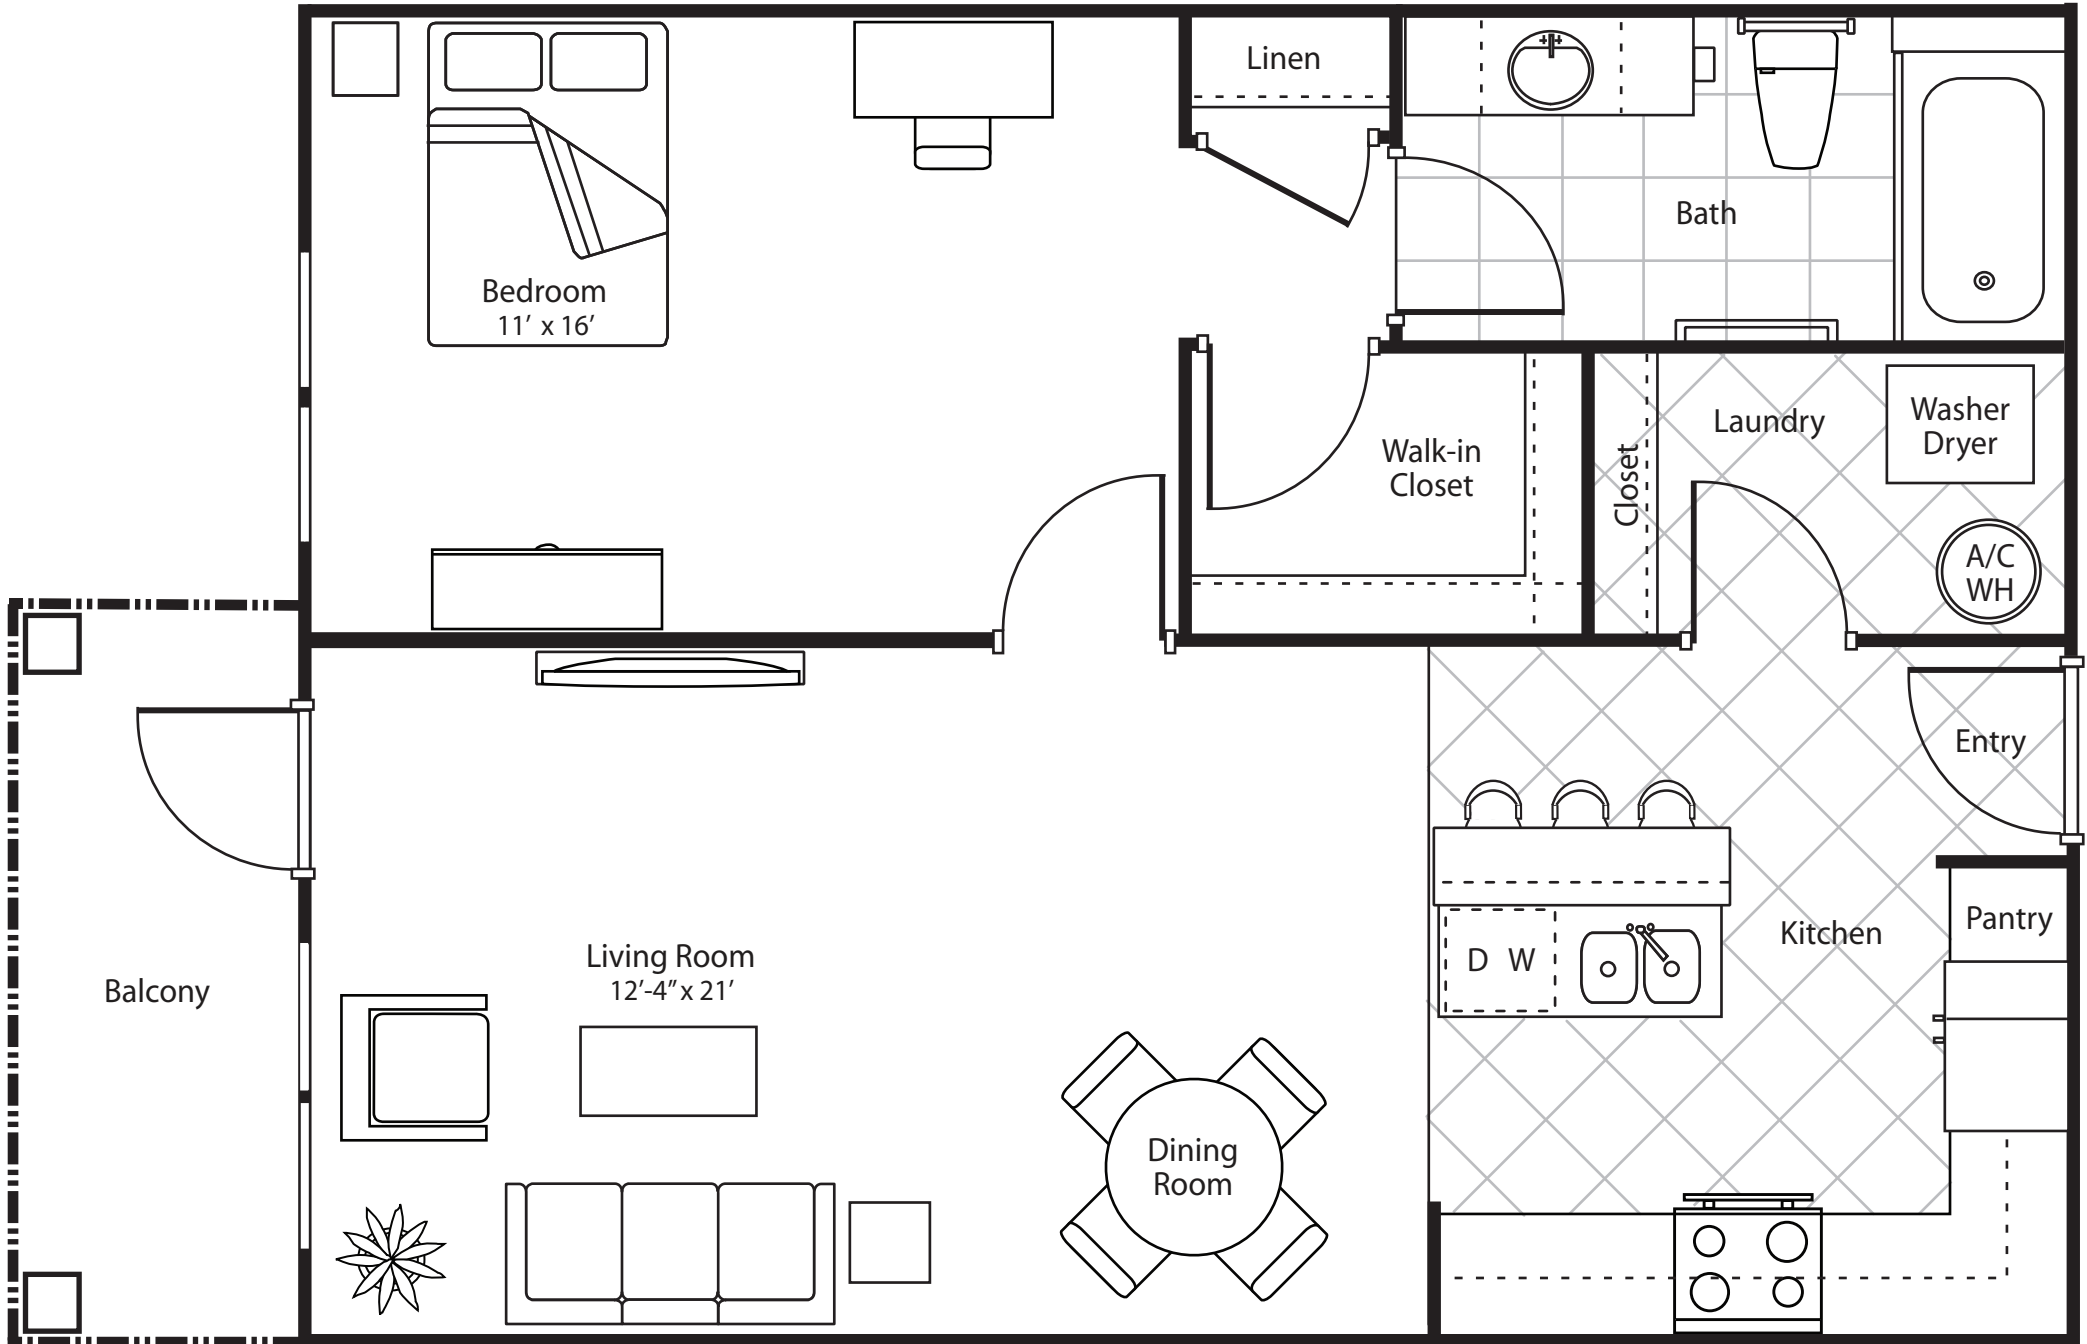 Linen
Bath
Bedroom
11’ x 16’
Walk-in
Closet
Closet
Laundry
Washer
Dryer
A/C
WH
Entry
Balcony
Living Room
12’-4” x 21’
Dining
Room
D W
Kitchen
Pantry